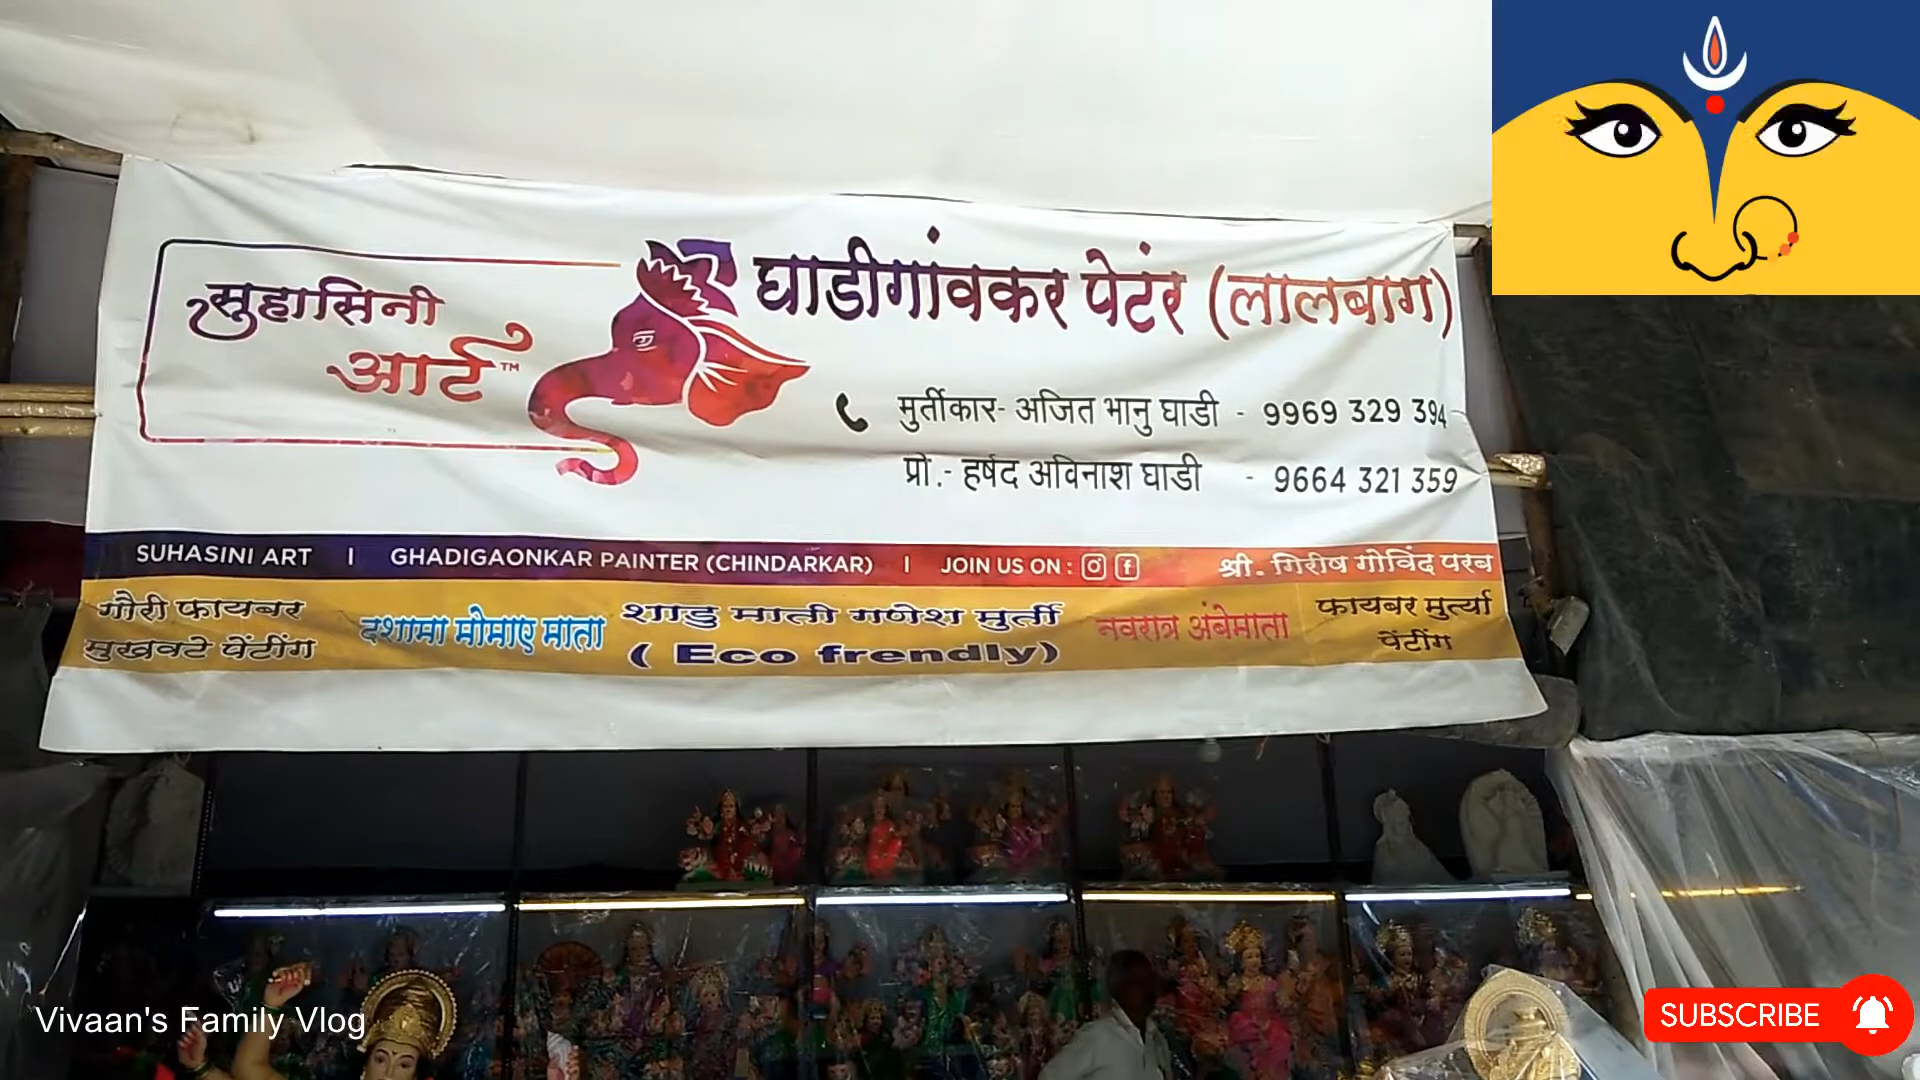 सुहासिनी
आर्ट™
घाडीगांवकर पेटंर (लालबाग)
मुर्तीकार- अजित भानु घाडी - 9969 329 394
प्रो.- हर्षद अविनाश घाडी - 9664 321 359
SUHASINI ART | GHADIGAONKAR PAINTER (CHINDARKAR) | JOIN US ON : श्री. गिरीष गोविंद परब
गौरी फायबर
मुखवटे पेंटींग
दशामा मोमाए माता
शाडु माती गणेश मुर्ती
( Eco frendly)
नवरात्र अंबेमाता
फायबर मुर्त्या
पेंटींग
Vivaan's Family Vlog
SUBSCRIBE